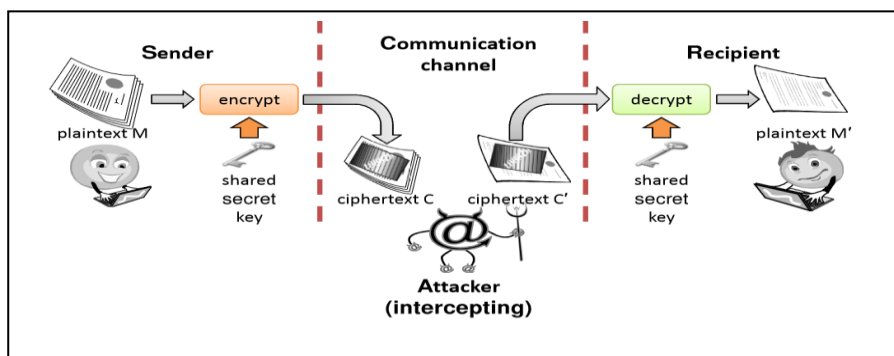 Sender
Communication
channel
Recipient
encrypt
decrypt
plaintext M
plaintext M′
shared
secret
key
ciphertext C
ciphertext C′
shared
secret
key
@
Attacker
(intercepting)